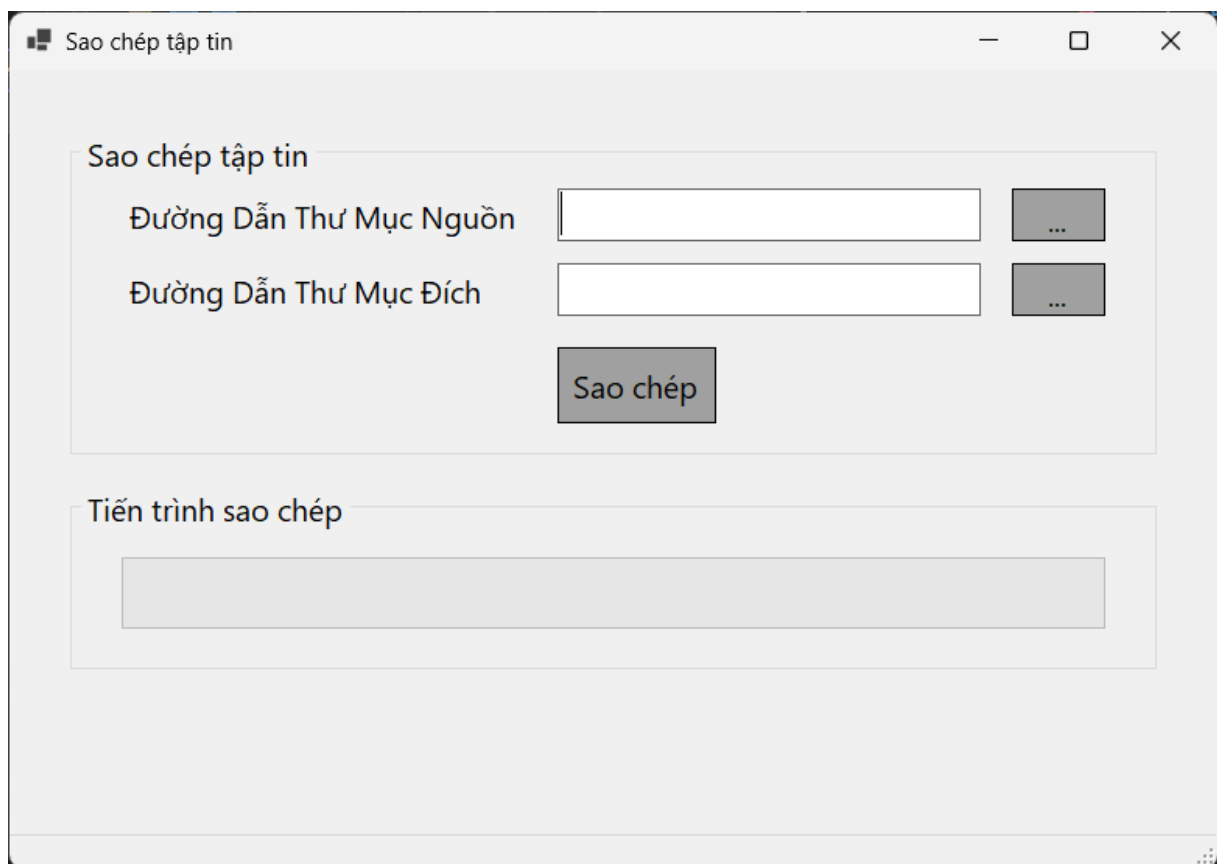 Sao chép tập tin
Sao chép tập tin
Đường Dẫn Thư Mục Nguồn
...
Đường Dẫn Thư Mục Đích
...
Sao chép
Tiến trình sao chép